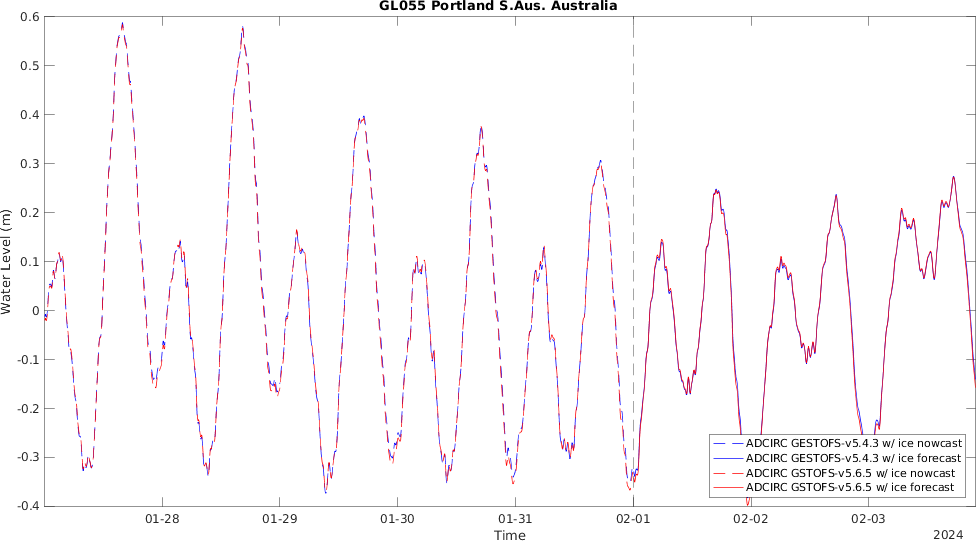 GL055 Portland S.Aus. Australia
0.6
0.5
0.4
0.3
0.2
0.1
0
-0.1
-0.2
-0.3
-0.4
Water Level (m)
ADCIRC GESTOFS-v5.4.3 w/ ice nowcast
ADCIRC GESTOFS-v5.4.3 w/ ice forecast
ADCIRC GSTOFS-v5.6.5 w/ ice nowcast
ADCIRC GSTOFS-v5.6.5 w/ ice forecast
01-28 01-29 01-30 01-31 02-01 02-02 02-03
Time 2024